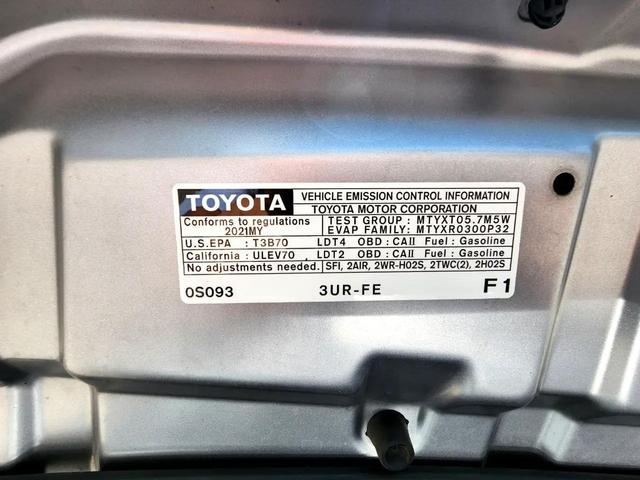 TOYOTA VEHICLE EMISSION CONTROL INFORMATION
TOYOTA MOTOR CORPORATION
Conforms to regulations
2021MY
TEST GROUP : MTYXT05.7M5W
EVAP FAMILY: MTYXR0300P32
U.S.EPA : T3B70 LDT4 OBD : CAII Fuel : Gasoline
California : ULEV70 , LDT2 OBD : CAII Fuel : Gasoline
No adjustments needed. SFI, 2AIR, 2WR-HO2S, 2TWC(2), 2HO2S
0S093 3UR-FE F1